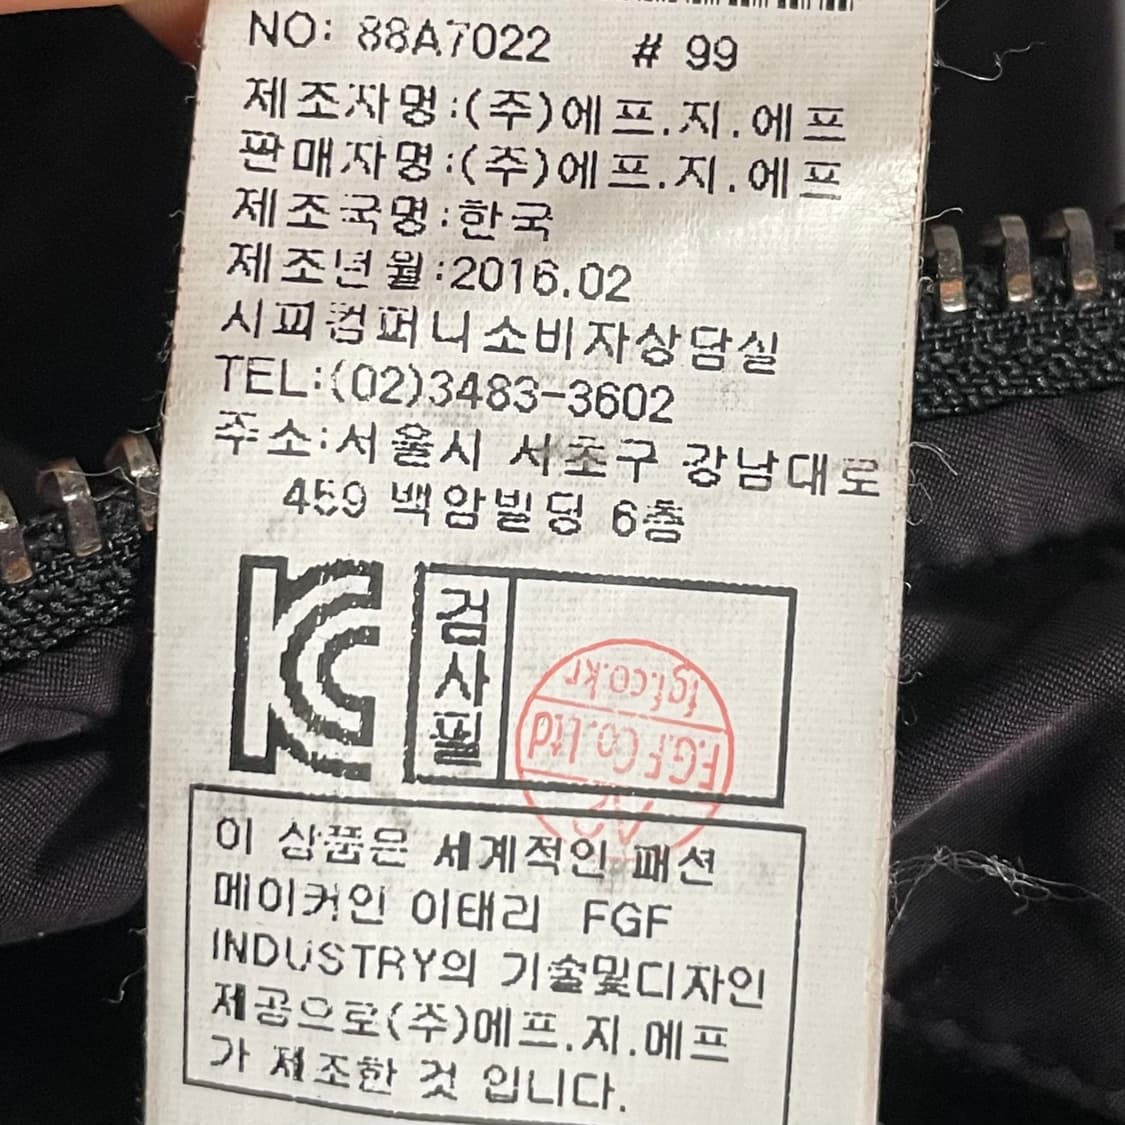 NO: 88A7022 # 99
제조자명:(주)에프.지.에프
판매자명:(주)에프.지.에프
제조국명:한국
제조년월:2016.02
시피컴퍼니소비자상담실
TEL:(02)3483-3602
주소:서울시 서초구 강남대로
459 백암빌딩 6층
KC
검사필
fgf.co.kr
F.G.F Co.Ltd
이 상품은 세계적인 패션
메이커인 이태리 FGF
INDUSTRY의 기술및디자인
제공으로(주)에프.지.에프
가 제조한 것 입니다.